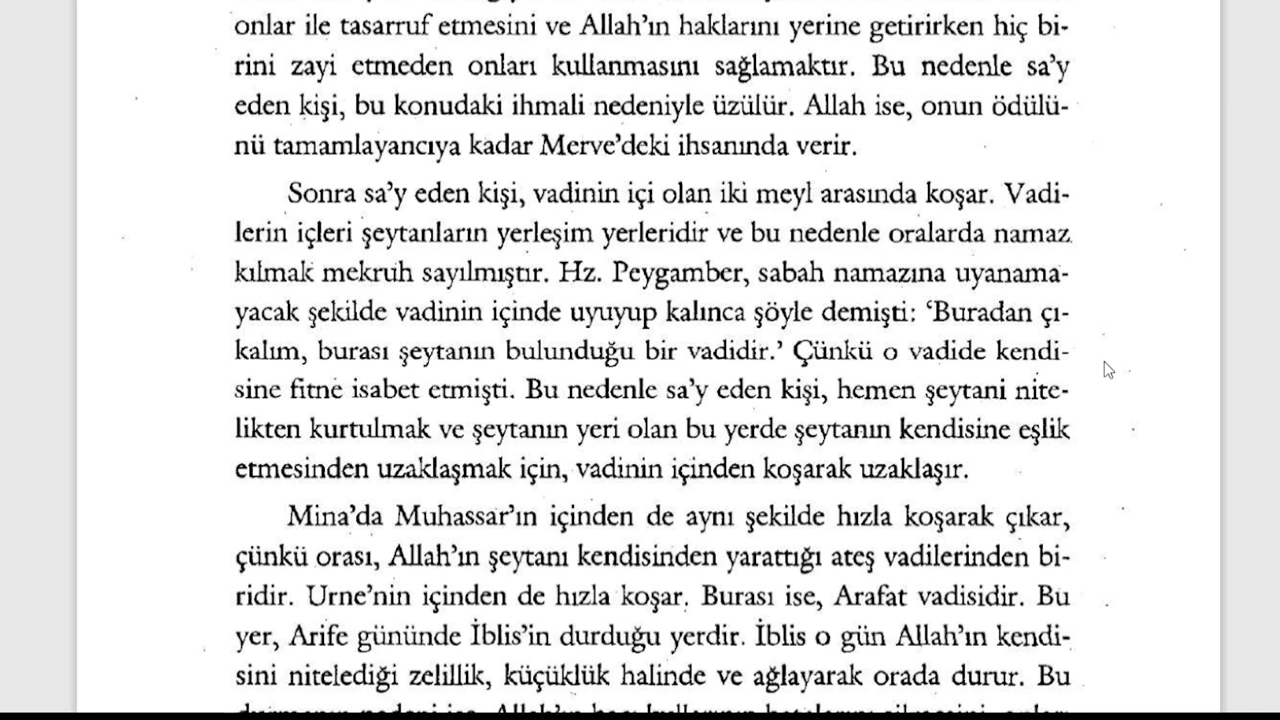 onlar ile tasarruf etmesini ve Allah’ın haklarını yerine getirirken hiç bi-
rini zayi etmeden onları kullanmasını sağlamaktır. Bu nedenle sa’y
eden kişi, bu konudaki ihmali nedeniyle üzülür. Allah ise, onun ödülü-
nü tamamlayancıya kadar Merve’deki ihsanında verir.
Sonra sa’y eden kişi, vadinin içi olan iki meyl arasında koşar. Vadi-
lerin içleri şeytanların yerleşim yerleridir ve bu nedenle oralarda namaz
kılmak mekruh sayılmıştır. Hz. Peygamber, sabah namazına uyanama-
yacak şekilde vadinin içinde uyuyup kalınca şöyle demişti: ‘Buradan çı-
kalım, burası şeytanın bulunduğu bir vadidir.’ Çünkü o vadide kendi-
sine fitne isabet etmişti. Bu nedenle sa’y eden kişi, hemen şeytani nite-
likten kurtulmak ve şeytanın yeri olan bu yerde şeytanın kendisine eşlik
etmesinden uzaklaşmak için, vadinin içinden koşarak uzaklaşır.
Mina’da Muhassar’ın içinden de aynı şekilde hızla koşarak çıkar,
çünkü orası, Allah’ın şeytanı kendisinden yarattığı ateş vadilerinden bi-
ridir. Urne’nin içinden de hızla koşar. Burası ise, Arafat vadisidir. Bu
yer, Arife gününde İblis’in durduğu yerdir. İblis o gün Allah’ın kendi-
sini nitelediği zelillik, küçüklük halinde ve ağlayarak orada durur. Bu